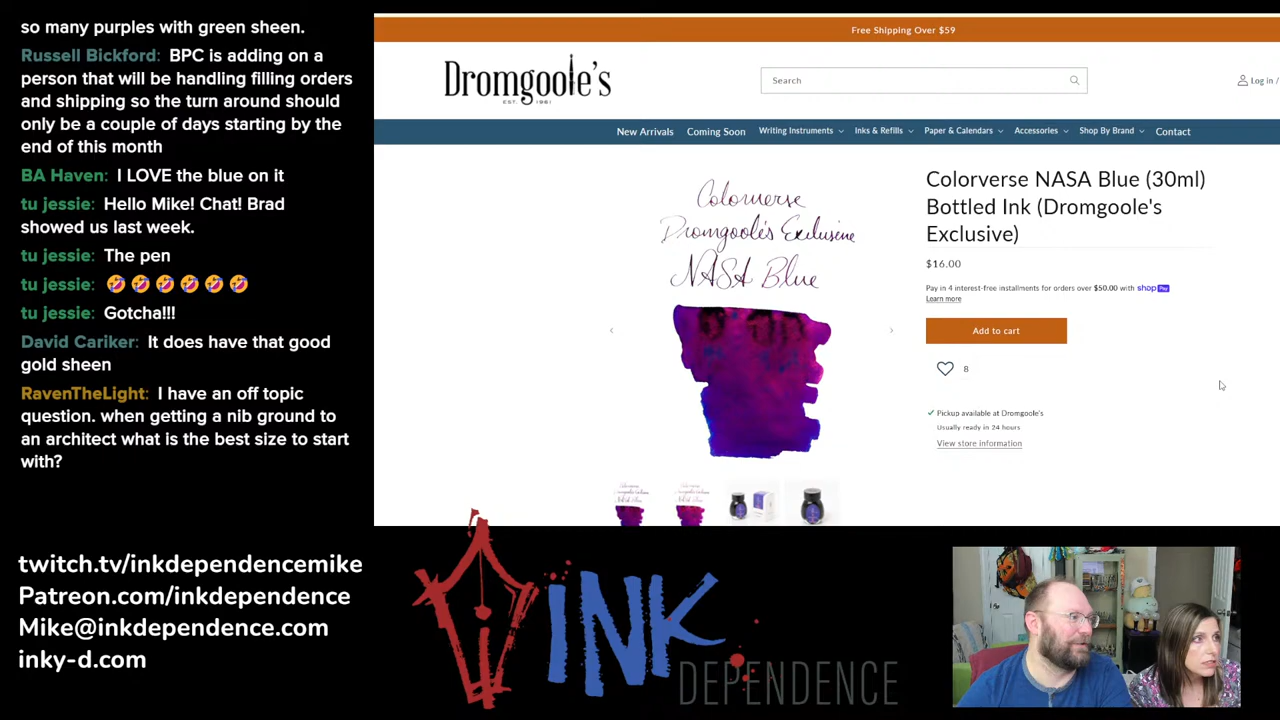 so many purples with green sheen.
Russell Bickford: BPC is adding on a
person that will be handling filling orders
and shipping so the turn around should
only be a couple of days starting by the
end of this month
BA Haven: I LOVE the blue on it
tu jessie: Hello Mike! Chat! Brad
showed us last week.
tu jessie: The pen
tu jessie: 🤣🤣🤣🤣🤣🤣
tu jessie: Gotcha!!!
David Cariker: It does have that good
gold sheen
RavenTheLight: I have an off topic
question. when getting a nib ground to
an architect what is the best size to start
with?
twitch.tv/inkdependencemike
Patreon.com/inkdependence
Mike@inkdependence.com
inky-d.com
Free Shipping Over $59
Dromgoole's
EST. 1961
Search
Log in /
New Arrivals Coming Soon Writing Instruments Inks & Refills Paper & Calendars Accessories Shop By Brand Contact
Colorverse
Dromgoole's Exclusive
NASA Blue
Colorverse NASA Blue (30ml)
Bottled Ink (Dromgoole's
Exclusive)
$16.00
Pay in 4 interest-free installments for orders over $50.00 with shop Pay
Learn more
Add to cart
8
Pickup available at Dromgoole's
Usually ready in 24 hours
View store information
INK
DEPENDENCE